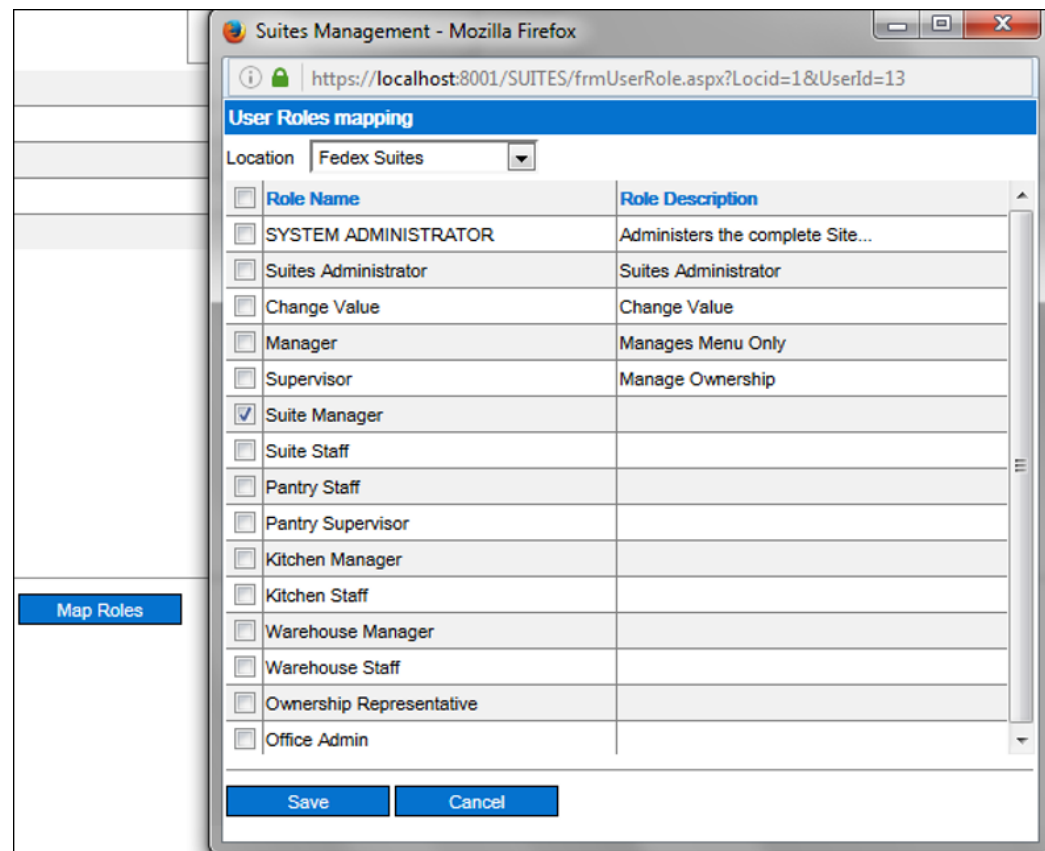 Suites Management - Mozilla Firefox
https://localhost:8001/SUITES/frmUserRole.aspx?Locid=1&UserId=13
User Roles mapping
Location Fedex Suites
Role Name Role Description
SYSTEM ADMINISTRATOR Administers the complete Site...
Suites Administrator Suites Administrator
Change Value Change Value
Manager Manages Menu Only
Supervisor Manage Ownership
Suite Manager
Suite Staff
Pantry Staff
Pantry Supervisor
Kitchen Manager
Kitchen Staff
Map Roles
Warehouse Manager
Warehouse Staff
Ownership Representative
Office Admin
Save Cancel